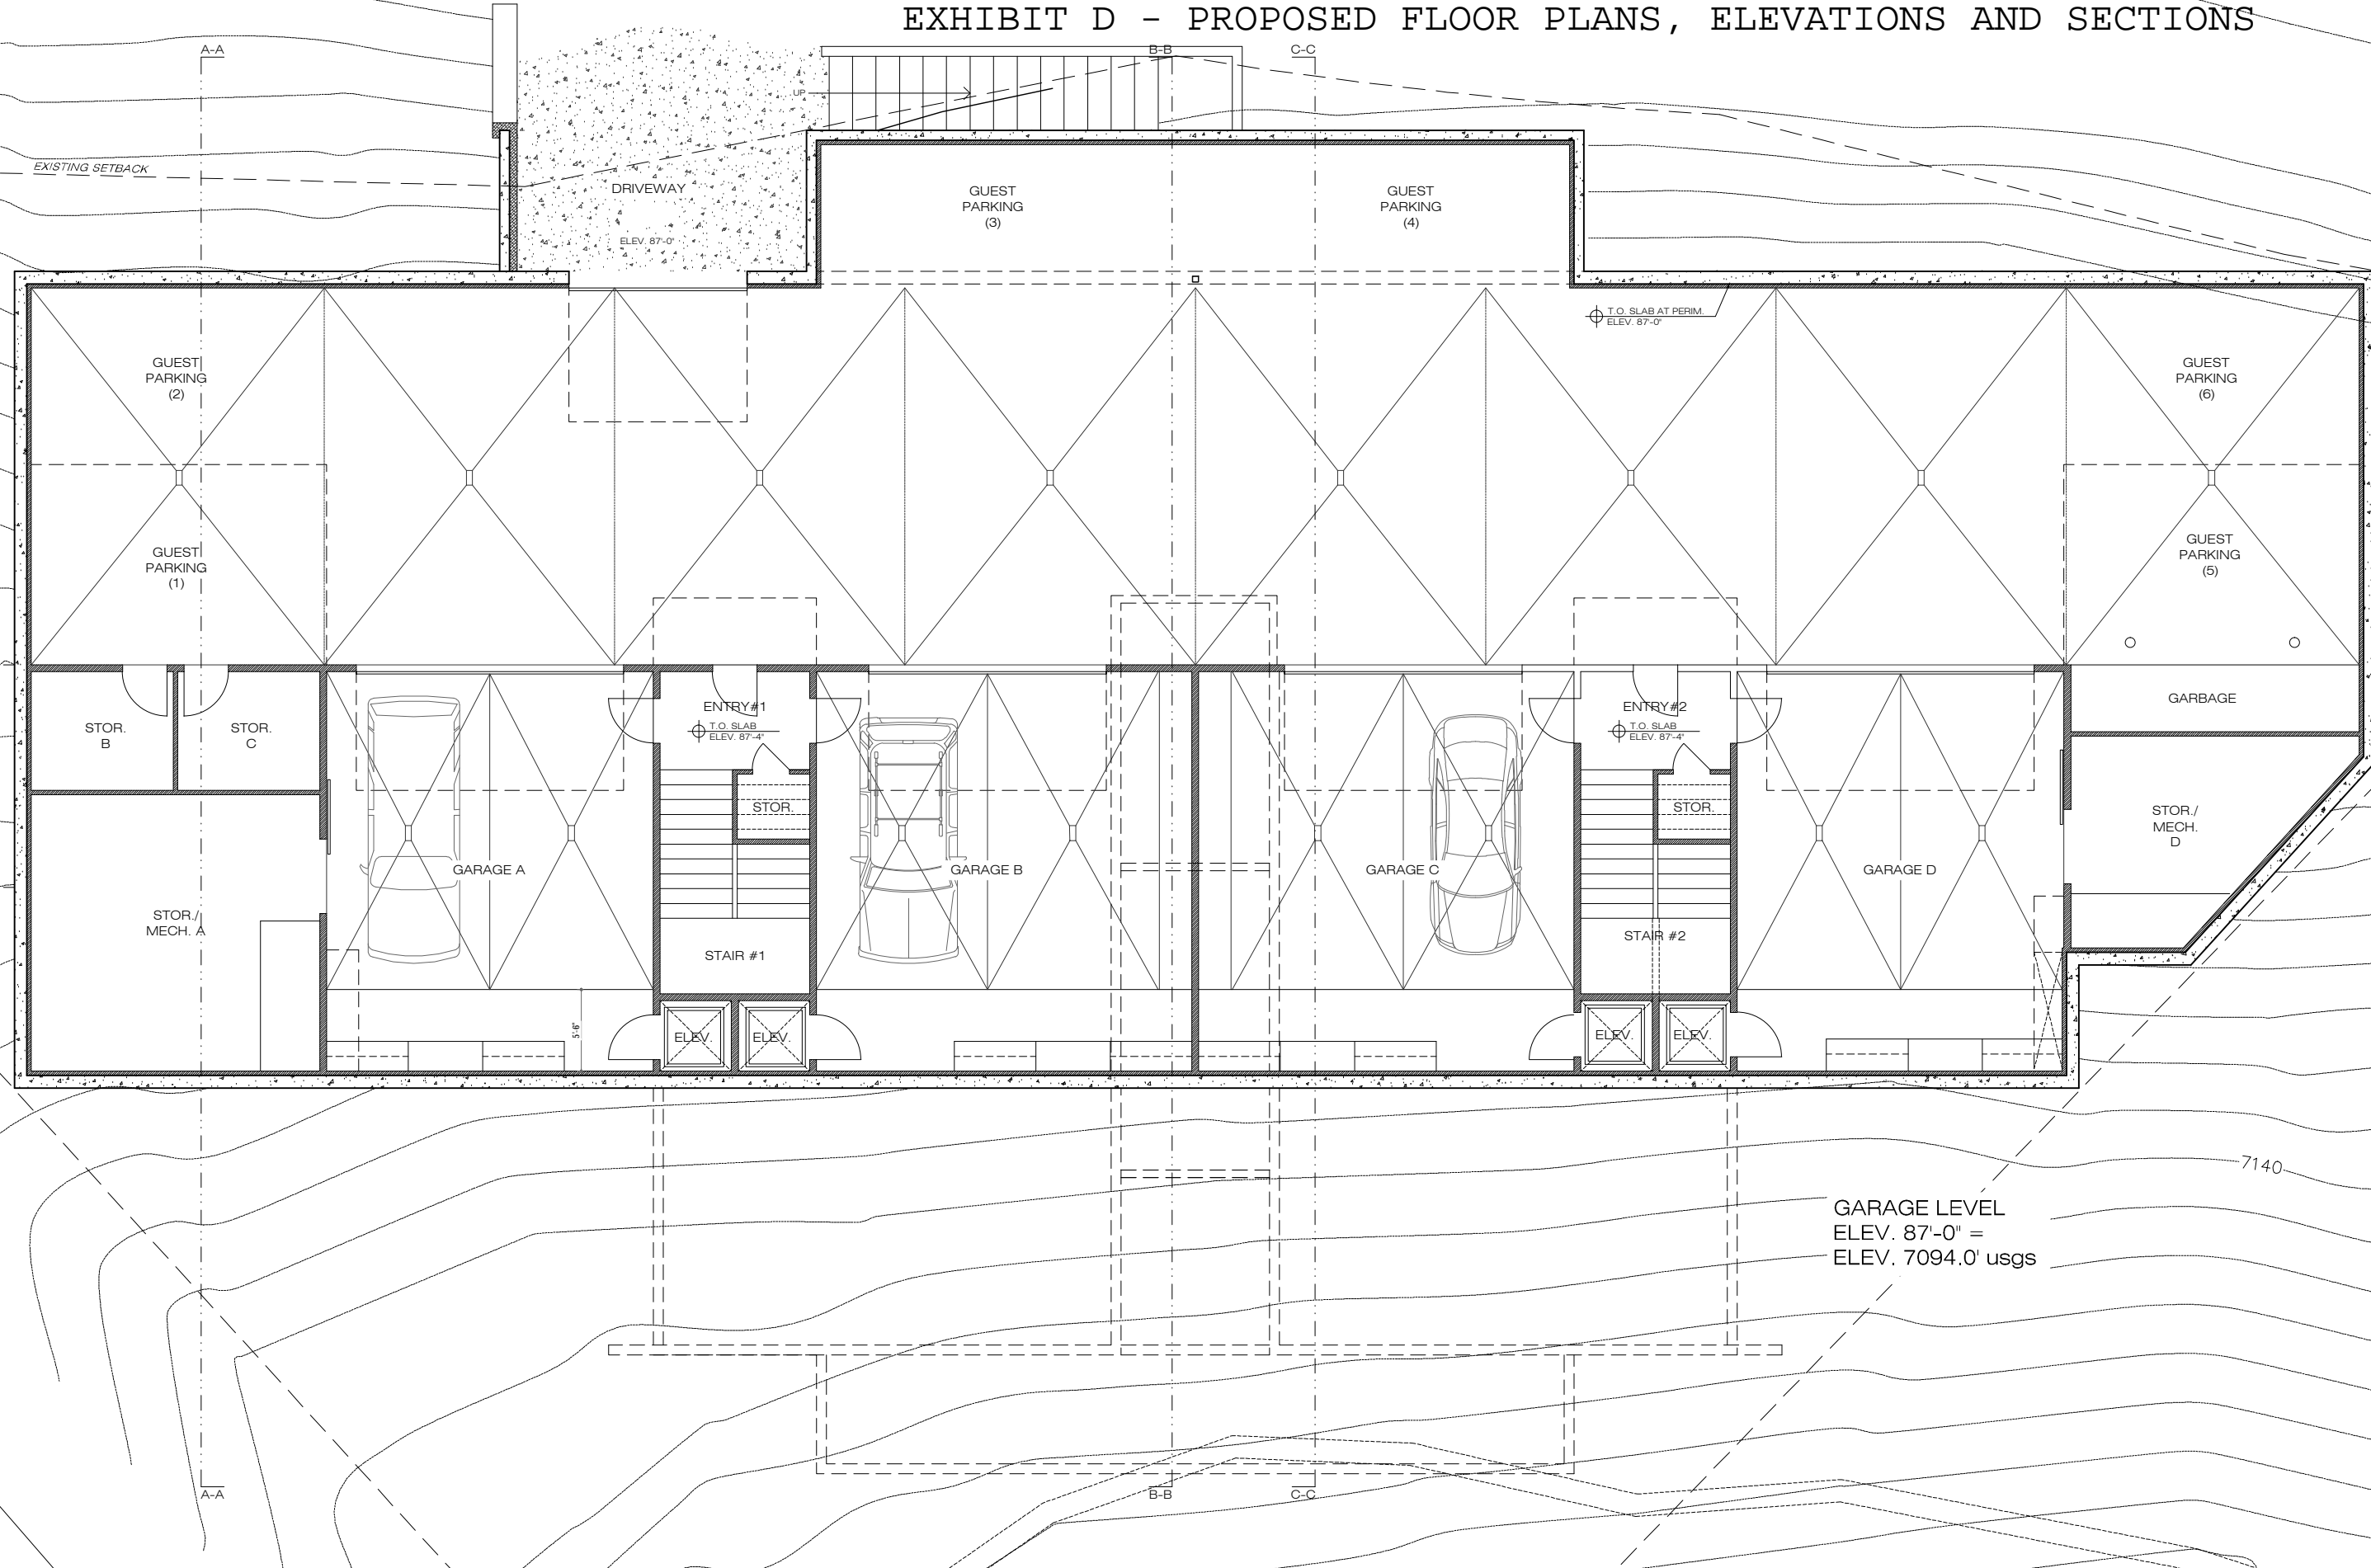 EXHIBIT D - PROPOSED FLOOR PLANS, ELEVATIONS AND SECTIONS
A-A
B-B
C-C
UP
EXISTING SETBACK
DRIVEWAY
ELEV. 87'-0"
GUEST
PARKING
(3)
GUEST
PARKING
(4)
T.O. SLAB AT PERIM.
ELEV. 87'-0"
GUEST
PARKING
(2)
GUEST
PARKING
(6)
GUEST
PARKING
(1)
GUEST
PARKING
(5)
STOR.
B
STOR.
C
ENTRY#1
T.O. SLAB
ELEV. 87'-4"
ENTRY#2
T.O. SLAB
ELEV. 87'-4"
GARBAGE
STOR.
STOR.
STOR./
MECH.
D
GARAGE A
GARAGE B
GARAGE C
GARAGE D
STOR./
MECH. A
STAIR #1
STAIR #2
5'-6"
ELEV.
ELEV.
ELEV.
ELEV.
7140
GARAGE LEVEL
ELEV. 87'-0" =
ELEV. 7094.0' usgs
A-A
B-B
C-C